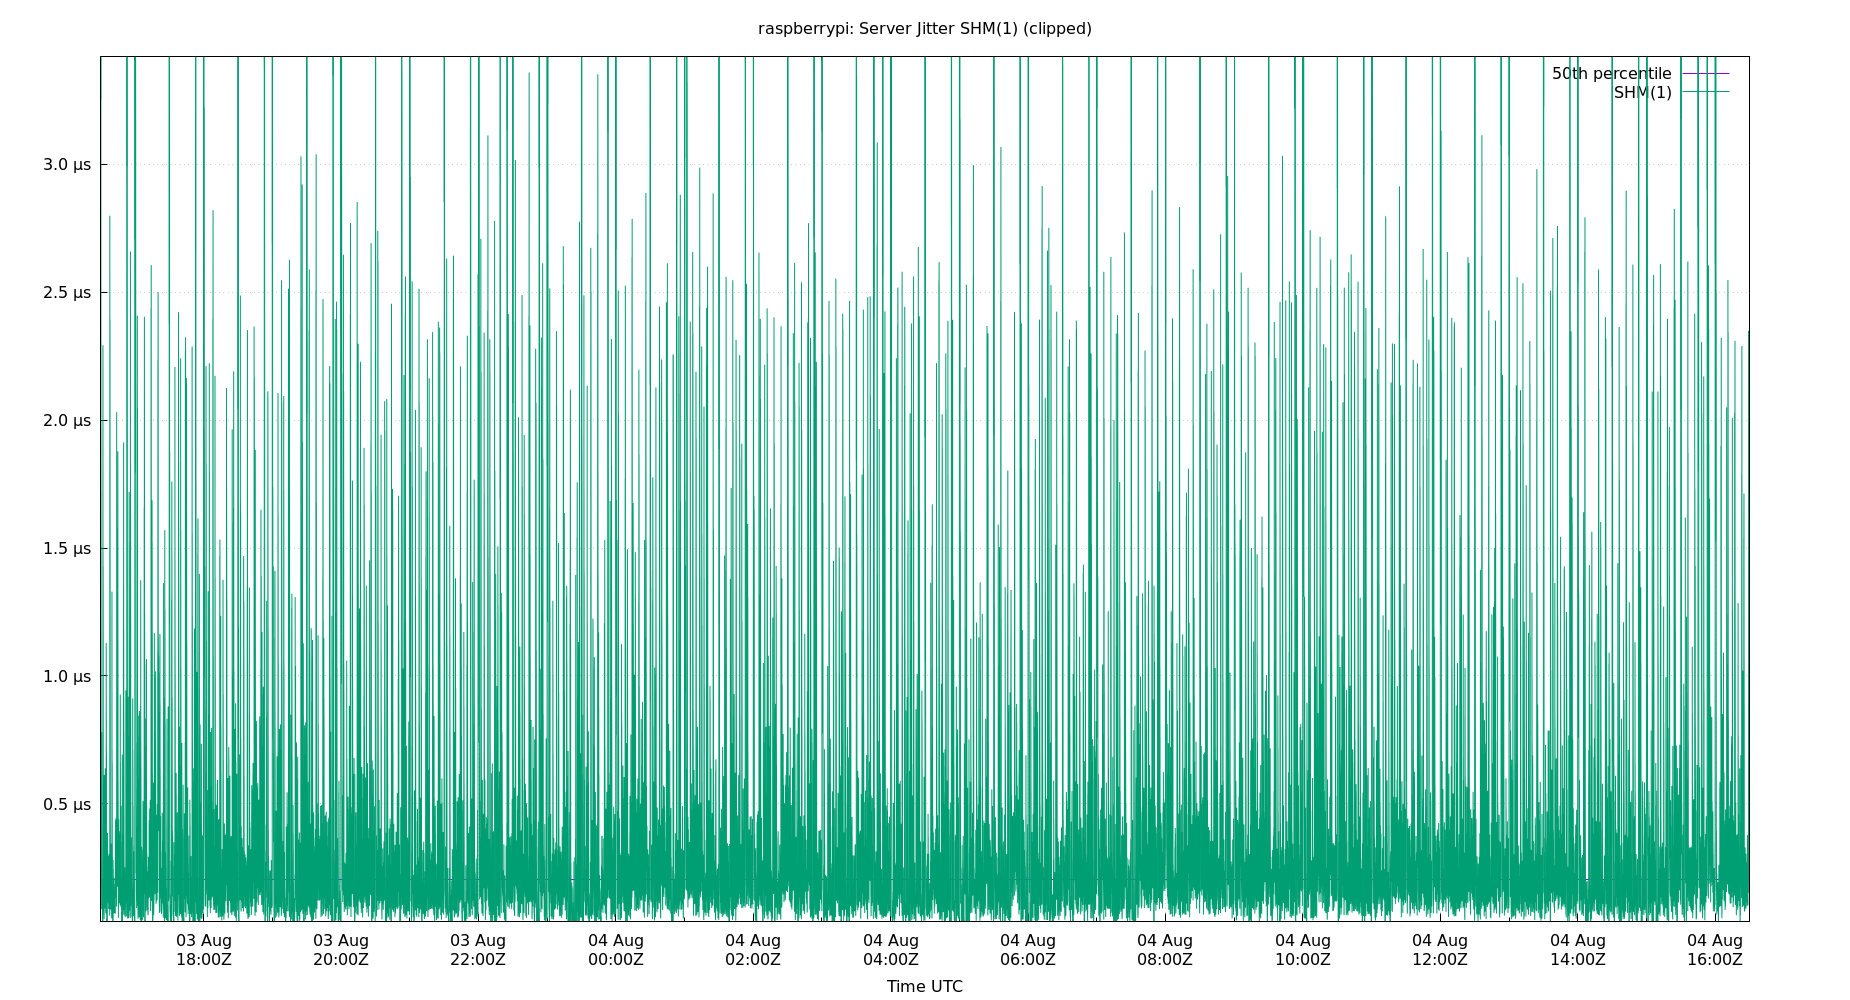 raspberrypi: Server Jitter SHM(1) (clipped)
50th percentile
SHM(1)
3.0 µs
2.5 µs
2.0 µs
1.5 µs
1.0 µs
0.5 µs
03 Aug 03 Aug 03 Aug 04 Aug 04 Aug 04 Aug 04 Aug 04 Aug 04 Aug 04 Aug 04 Aug 04 Aug
18:00Z 20:00Z 22:00Z 00:00Z 02:00Z 04:00Z 06:00Z 08:00Z 10:00Z 12:00Z 14:00Z 16:00Z
Time UTC